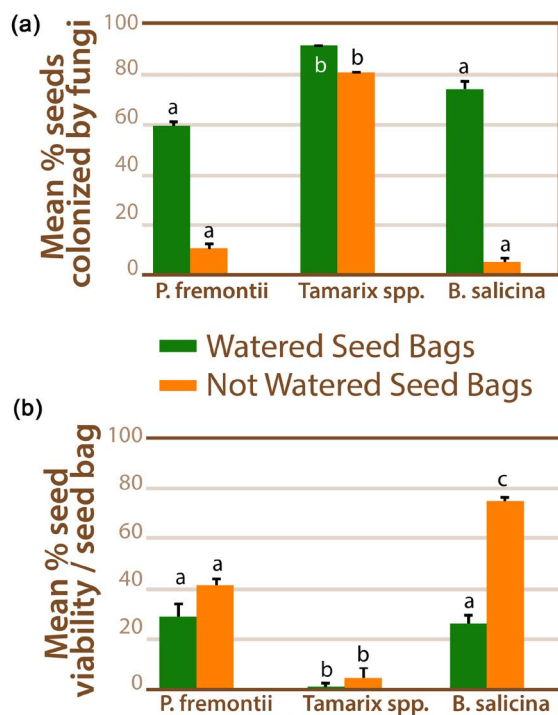 (a)
Mean % seeds
colonized by fungi
100
80
60
40
20
0
a
a
b
b
a
a
P. fremontii
Tamarix spp.
B. salicina
Watered Seed Bags
Not Watered Seed Bags
(b)
Mean % seed
viability / seed bag
100
80
60
40
20
0
a
a
b
b
a
c
P. fremontii
Tamarix spp.
B. salicina